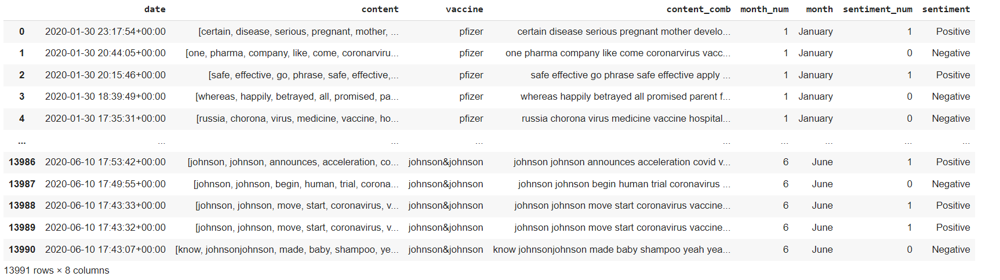 date content vaccine content_comb month_num month sentiment_num sentiment
0 2020-01-30 23:17:54+00:00 [certain, disease, serious, pregnant, mother, ... pfizer certain disease serious pregnant mother develo... 1 January 1 Positive
1 2020-01-30 20:44:05+00:00 [one, pharma, company, like, come, coronarviru... pfizer one pharma company like come coronarvirus vacc... 1 January 0 Negative
2 2020-01-30 20:15:46+00:00 [safe, effective, go, phrase, safe, effective,... pfizer safe effective go phrase safe effective apply ... 1 January 1 Positive
3 2020-01-30 18:39:49+00:00 [whereas, happily, betrayed, all, promised, pa... pfizer whereas happily betrayed all promised parent f... 1 January 0 Negative
4 2020-01-30 17:35:31+00:00 [russia, chorona, virus, medicine, vaccine, ho... pfizer russia chorona virus medicine vaccine hospital... 1 January 0 Negative
... ... ... ... ... ... ... ... ...
13986 2020-06-10 17:53:42+00:00 [johnson, johnson, announces, acceleration, co... johnson&johnson johnson johnson announces acceleration covid v... 6 June 1 Positive
13987 2020-06-10 17:49:55+00:00 [johnson, johnson, begin, human, trial, corona... johnson&johnson johnson johnson begin human trial coronavirus ... 6 June 0 Negative
13988 2020-06-10 17:43:33+00:00 [johnson, johnson, move, start, coronavirus, v... johnson&johnson johnson johnson move start coronavirus vaccine... 6 June 1 Positive
13989 2020-06-10 17:43:32+00:00 [johnson, johnson, move, start, coronavirus, v... johnson&johnson johnson johnson move start coronavirus vaccine... 6 June 1 Positive
13990 2020-06-10 17:43:07+00:00 [know, johnsonjohnson, made, baby, shampoo, ye... johnson&johnson know johnsonjohnson made baby shampoo yeah yea... 6 June 0 Negative
13991 rows × 8 columns